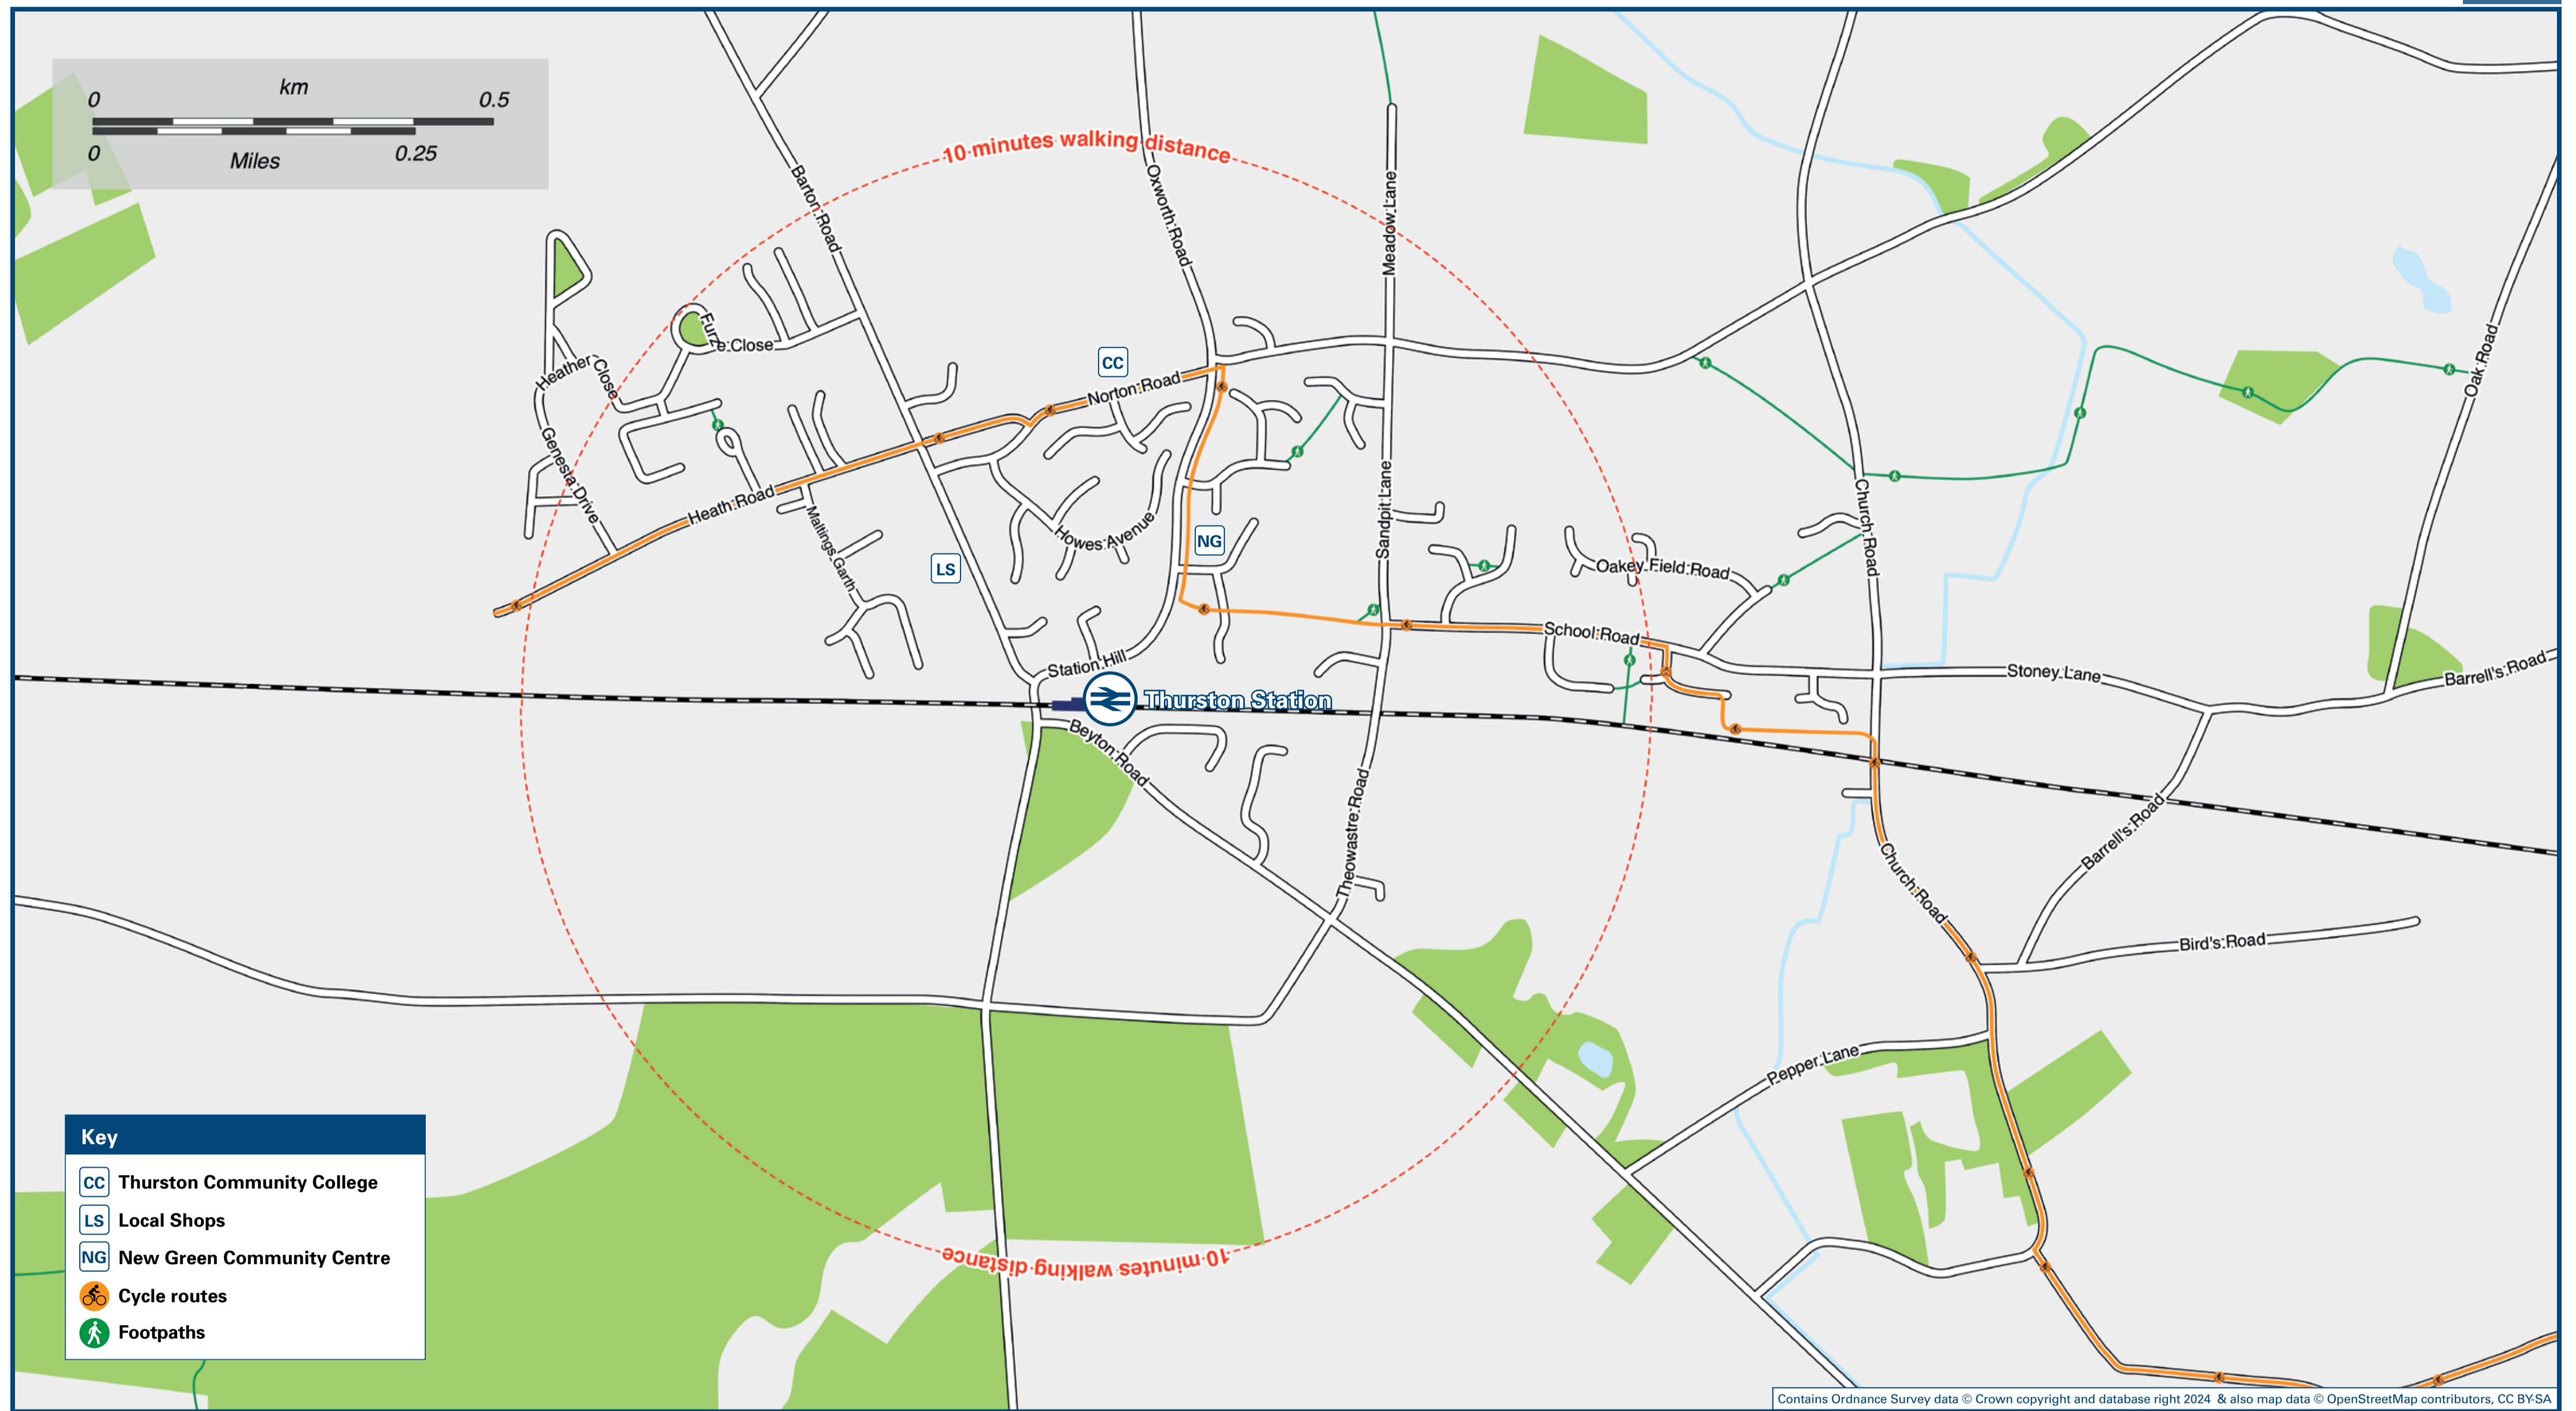 km
0 0.5
0 Miles 0.25
10 minutes walking distance
Barton Road
Oxworth Road
Meadow Lane
Furze Close
Heather Close
Norton Road
CC
Genesta Drive
Heath Road
Maltings Garth
Howes Avenue
Sandpit Lane
NG
LS
Oakey Field Road
Church Road
Oak Road
School Road
Station Hill
Stoney Lane
Barrell's Road
Thurston Station
Beyton Road
Theowastre Road
Barrell's Road
Church Road
Bird's Road
Pepper Lane
10 minutes walking distance
Key
CC Thurston Community College
LS Local Shops
NG New Green Community Centre
Cycle routes
Footpaths
Contains Ordnance Survey data © Crown copyright and database right 2024 & also map data © OpenStreetMap contributors, CC BY-SA